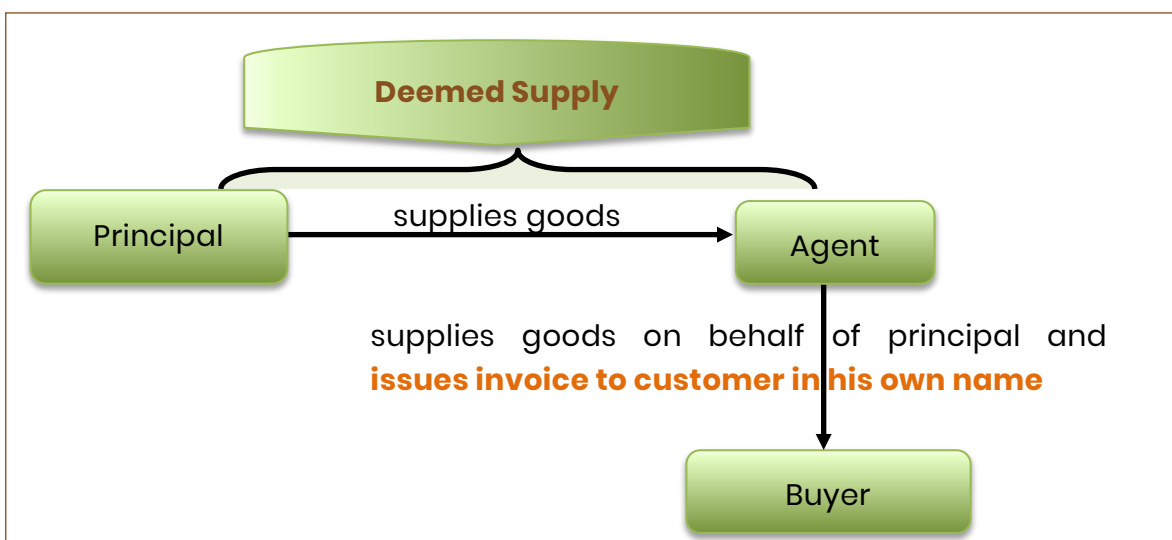 Deemed Supply
Principal
supplies goods
Agent
supplies goods on behalf of principal and
issues invoice to customer in his own name
Buyer